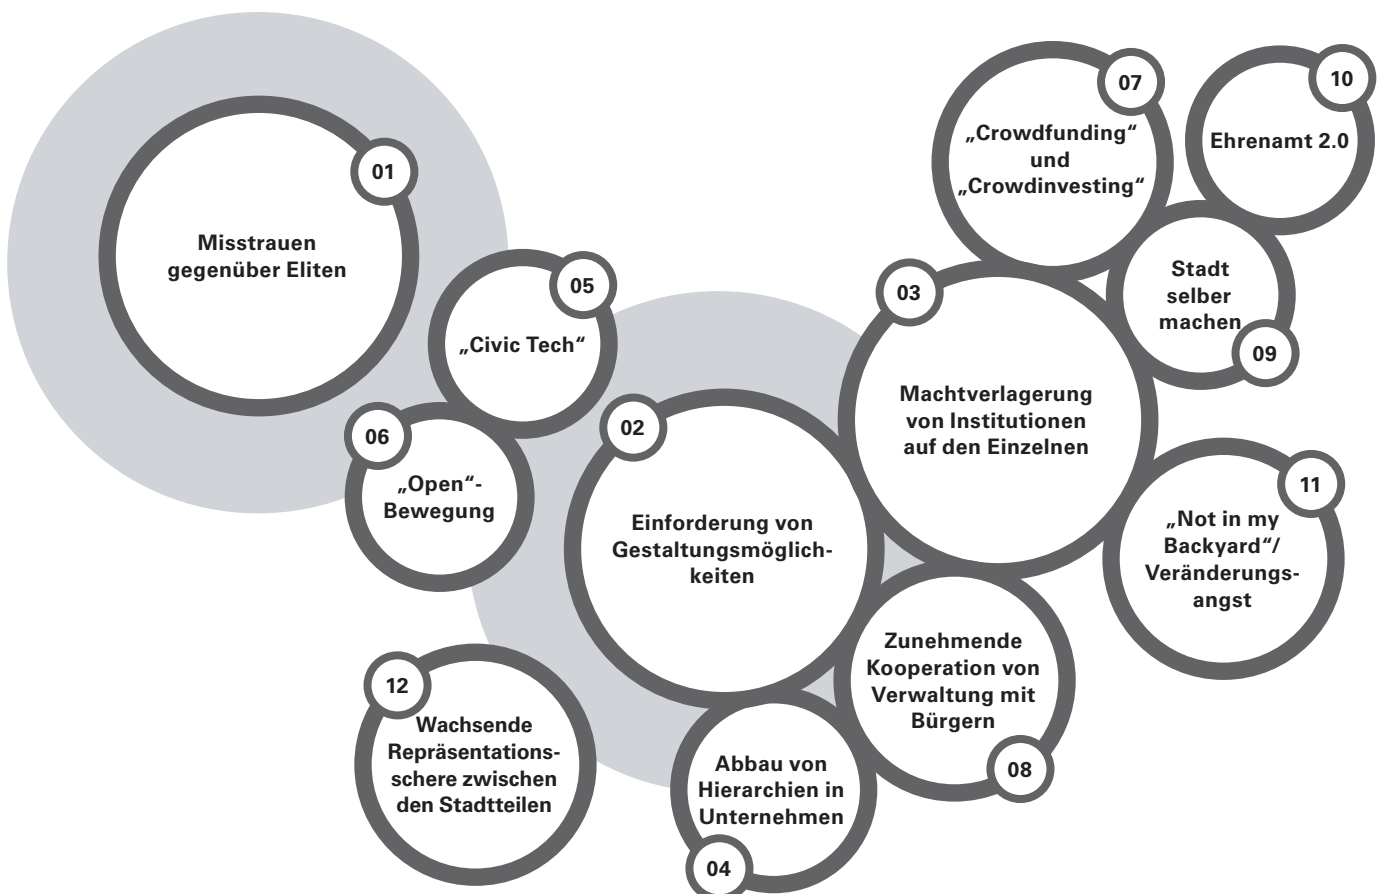 01
Misstrauen
gegenüber Eliten
02
Einforderung von
Gestaltungsmöglich-
keiten
03
Machtverlagerung
von Institutionen
auf den Einzelnen
04
Abbau von
Hierarchien in
Unternehmen
05
„Civic Tech“
06
„Open“-
Bewegung
07
„Crowdfunding“
und
„Crowdinvesting“
08
Zunehmende
Kooperation von
Verwaltung mit
Bürgern
09
Stadt
selber
machen
10
Ehrenamt 2.0
11
„Not in my
Backyard“/
Veränderungs-
angst
12
Wachsende
Repräsentations-
schere zwischen
den Stadtteilen